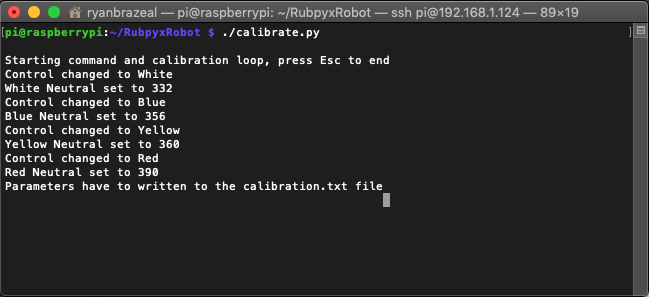 ryanbrazeal — pi@raspberrypi: ~/RubpyxRobot — ssh pi@192.168.1.124 — 89×19
[pi@raspberrypi:~/RubpyxRobot $ ./calibrate.py ]
Starting command and calibration loop, press Esc to end
Control changed to White
White Neutral set to 332
Control changed to Blue
Blue Neutral set to 356
Control changed to Yellow
Yellow Neutral set to 360
Control changed to Red
Red Neutral set to 390
Parameters have to written to the calibration.txt file